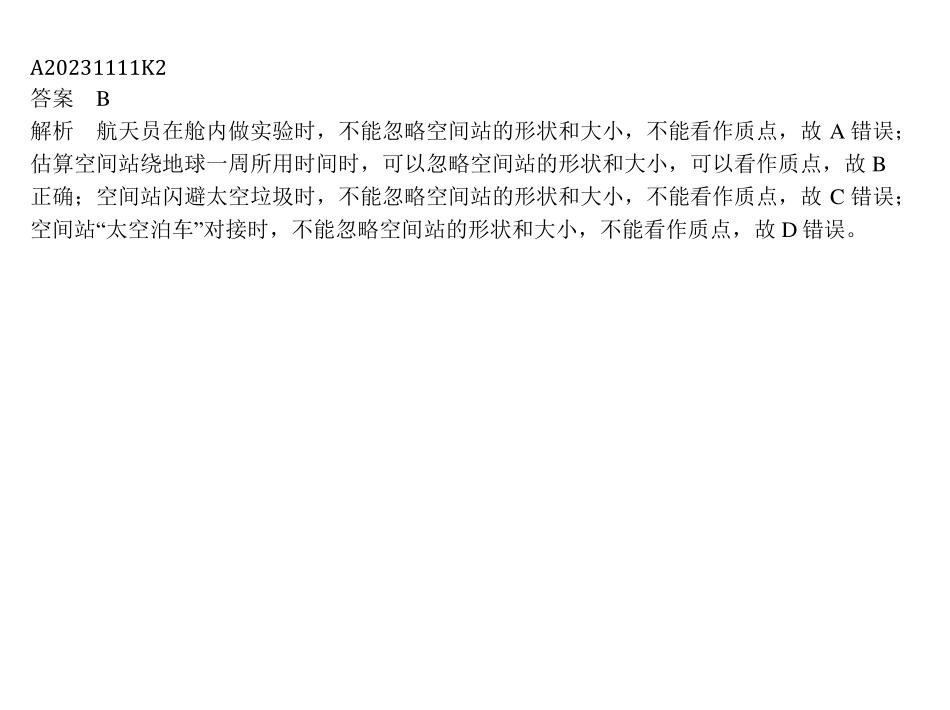 A20231111K2
答案　B
解析　航天员在舱内做实验时，不能忽略空间站的形状和大小，不能看作质点，故 A 错误；
估算空间站绕地球一周所用时间时，可以忽略空间站的形状和大小，可以看作质点，故 B
正确；空间站闪避太空垃圾时，不能忽略空间站的形状和大小，不能看作质点，故 C 错误；
空间站“太空泊车”对接时，不能忽略空间站的形状和大小，不能看作质点，故 D 错误。